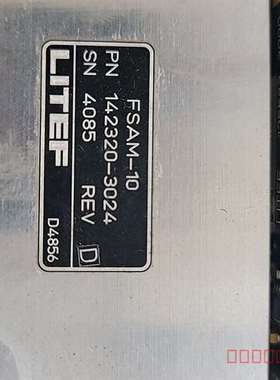 FSAM-10
PN 142320-3024
SN 4085 REV D
LITEF
D4856